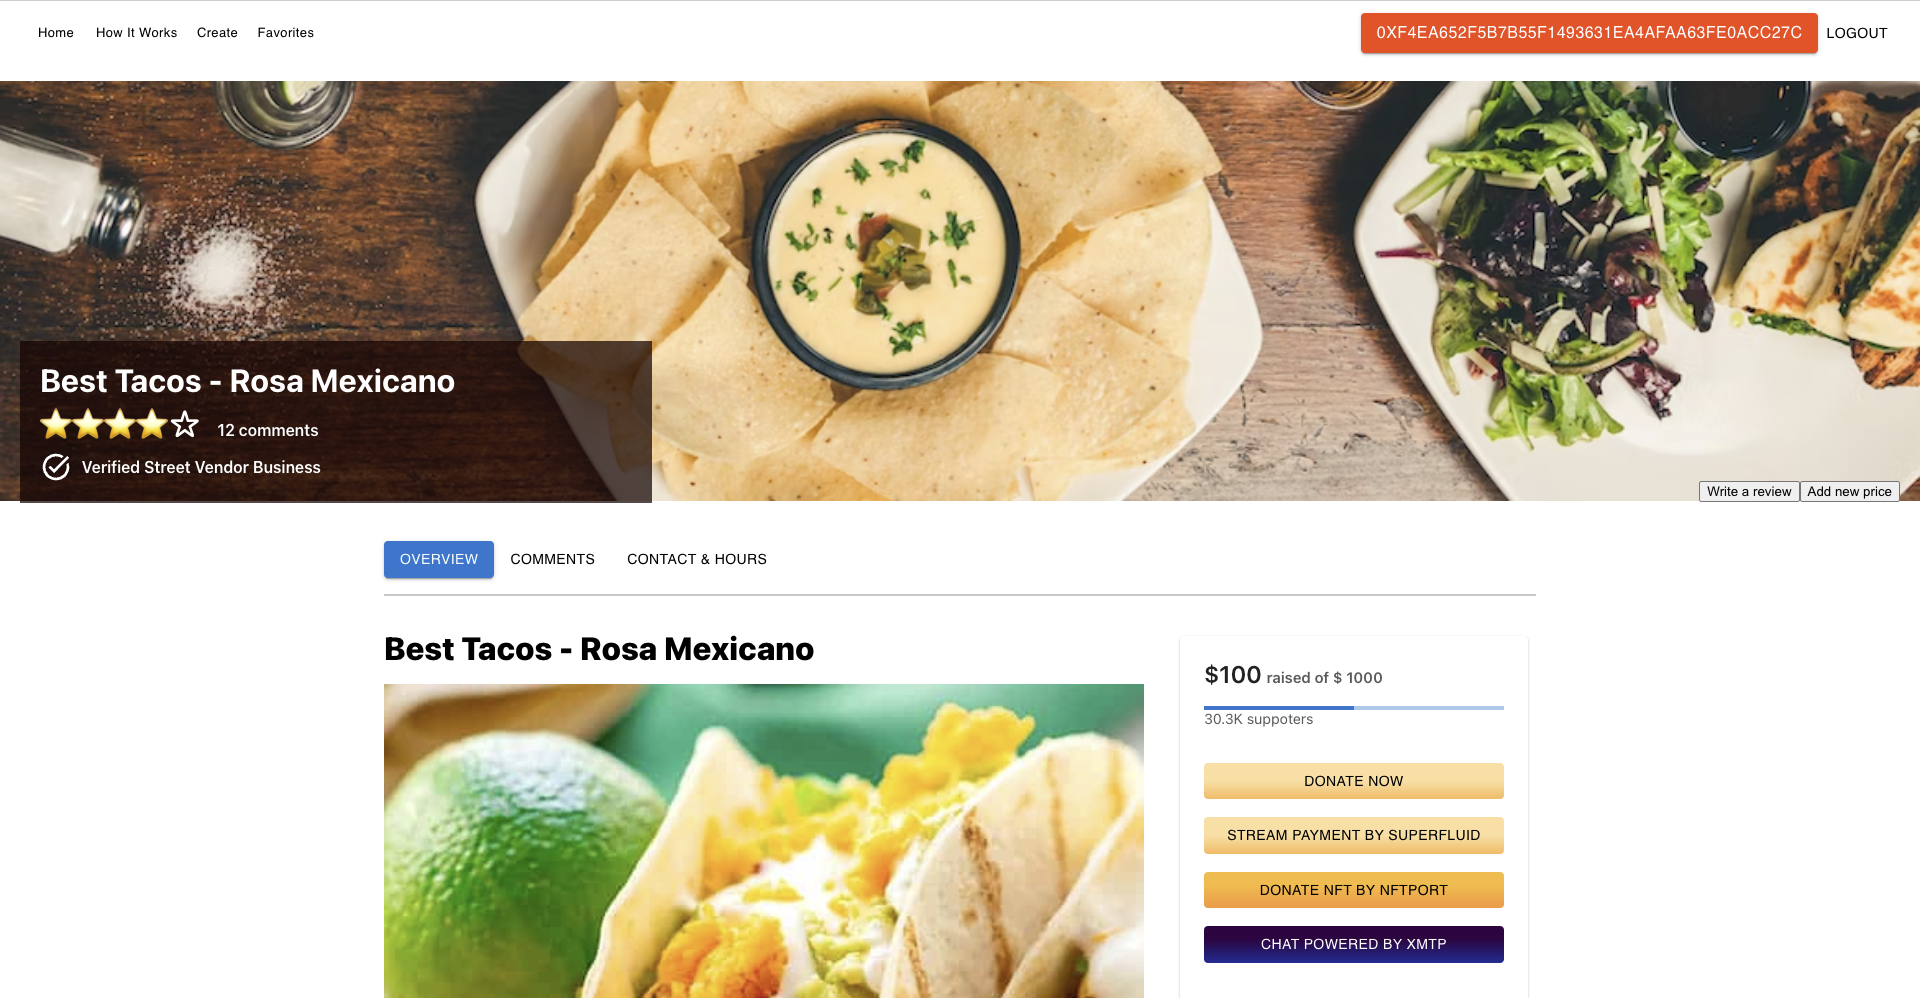 Home How It Works Create Favorites
0XF4EA652F5B7B55F1493631EA4AFAA63FE0ACC27C LOGOUT
Best Tacos - Rosa Mexicano
12 comments
Verified Street Vendor Business
Write a review Add new price
OVERVIEW COMMENTS CONTACT & HOURS
Best Tacos - Rosa Mexicano
$100 raised of $ 1000
30.3K suppoters
DONATE NOW
STREAM PAYMENT BY SUPERFLUID
DONATE NFT BY NFTPORT
CHAT POWERED BY XMTP